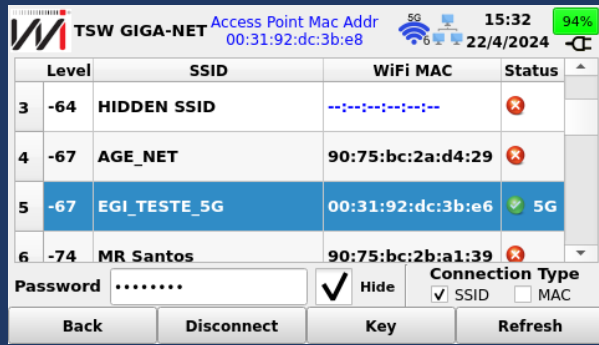 TSW GIGA-NET
Access Point Mac Addr
00:31:92:dc:3b:e8
5G
6
15:32
22/4/2024
94%
Level SSID WiFi MAC Status
3 -64 HIDDEN SSID --:--:--:--:--:--
4 -67 AGE_NET 90:75:bc:2a:d4:29
5 -67 EGI_TESTE_5G 00:31:92:dc:3b:e6 5G
6 -74 MR Santos 90:75:bc:2b:a1:39
Password •••••••• Hide
Connection Type
SSID MAC
Back Disconnect Key Refresh